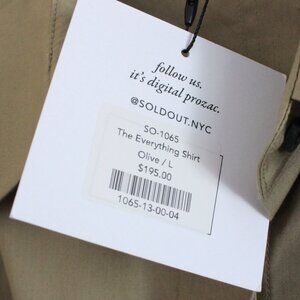 follow us.
it's digital prozac.
@SOLDOUT.NYC
SO-1065
The Everything Shirt
Olive / L
$195.00
1065-13-00-04